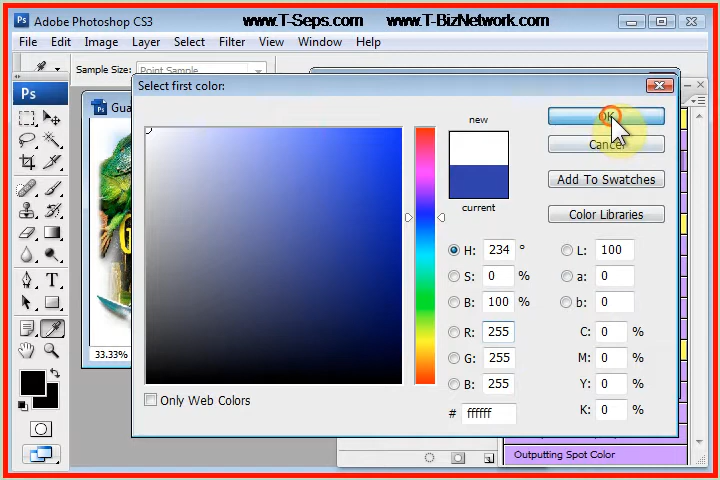 Ps Adobe Photoshop CS3 www.T-Seps.com www.T-BizNetwork.com
File Edit Image Layer Select Filter View Window Help
Sample Size: Point Sample
Select first color:
Ps
Gua
new
OK
Cancel
current
Add To Swatches
Color Libraries
H: 234 ° L: 100
S: 0 % a: 0
B: 100 % b: 0
R: 255 C: 0 %
G: 255 M: 0 %
B: 255 Y: 0 %
K: 0 %
# ffffff
Only Web Colors
T
33.33%
Outputting Spot Color